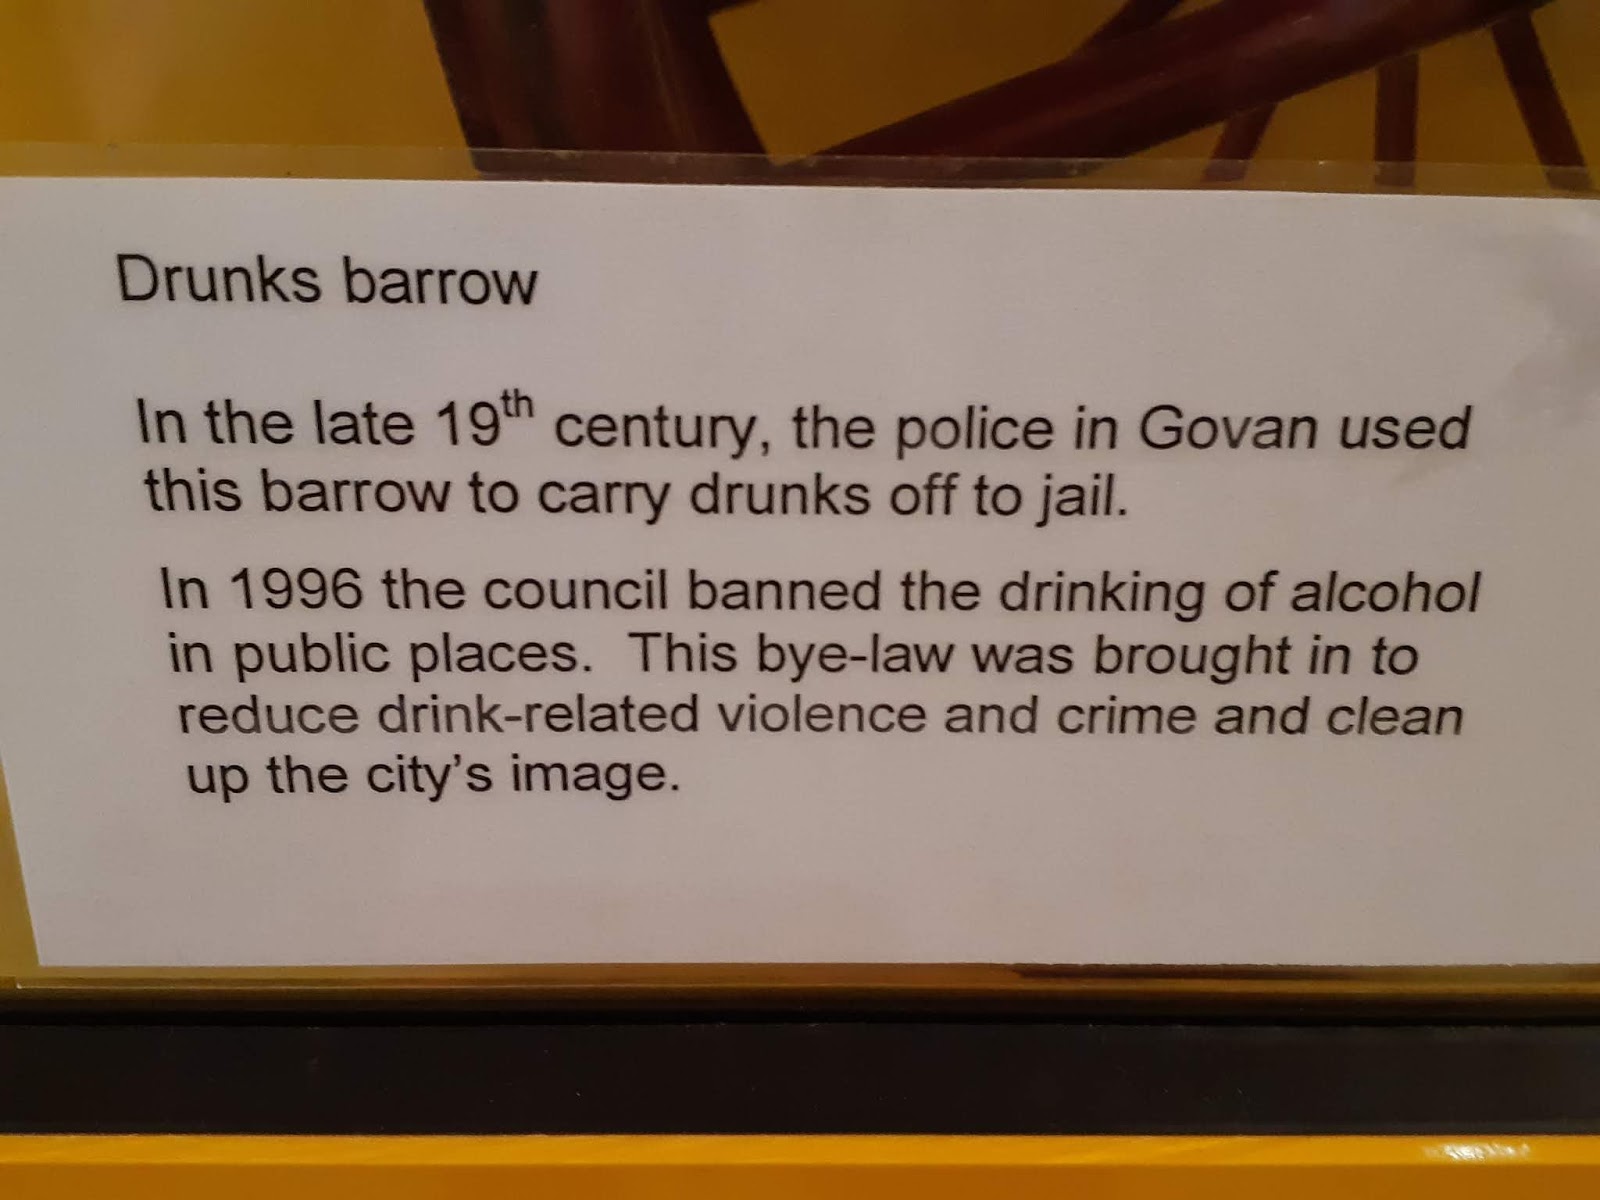 Drunks barrow
In the late 19th century, the police in Govan used
this barrow to carry drunks off to jail.
In 1996 the council banned the drinking of alcohol
in public places. This bye-law was brought in to
reduce drink-related violence and crime and clean
up the city's image.